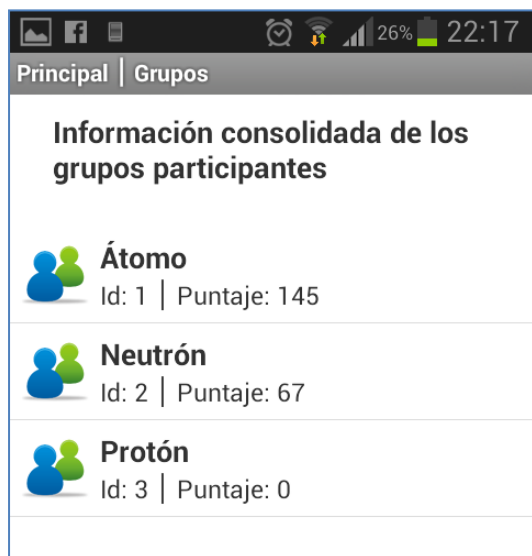 26% 22:17
Principal | Grupos
Información consolidada de los
grupos participantes
Átomo
Id: 1 | Puntaje: 145
Neutrón
Id: 2 | Puntaje: 67
Protón
Id: 3 | Puntaje: 0